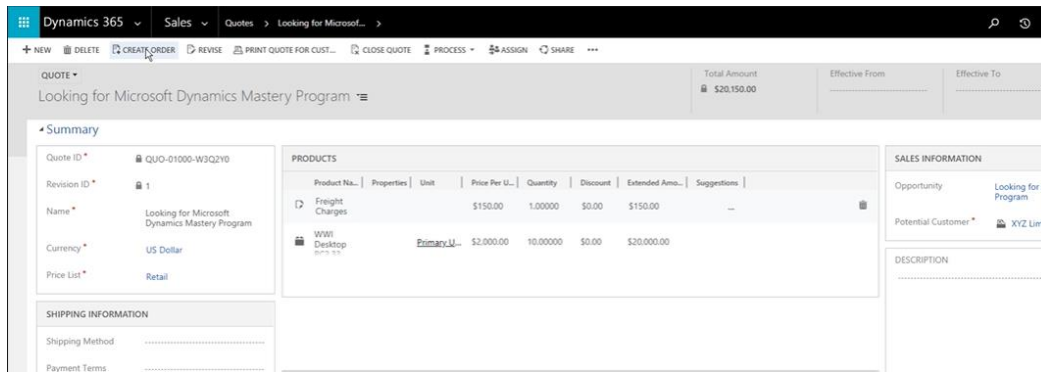 Dynamics 365 Sales Quotes > Looking for Microsof... >
NEW DELETE CREATE ORDER REVISE PRINT QUOTE FOR CUST... CLOSE QUOTE PROCESS ASSIGN SHARE ...
QUOTE
Looking for Microsoft Dynamics Mastery Program
Total Amount
$20,150.00
Effective From
Effective To
Summary
Quote ID* QUO-01000-W3Q2Y0
Revision ID* 1
Name* Looking for Microsoft
Dynamics Mastery Program
Currency* US Dollar
Price List* Retail
SHIPPING INFORMATION
Shipping Method
Payment Terms
PRODUCTS
Product Na... Properties Unit Price Per U... Quantity Discount Extended Amo... Suggestions
Freight
Charges $150.00 1.00000 $0.00 $150.00 ...
WWI
Desktop Primary U... $2,000.00 10.00000 $0.00 $20,000.00
SALES INFORMATION
Opportunity Looking for
Program
Potential Customer* XYZ Lim
DESCRIPTION